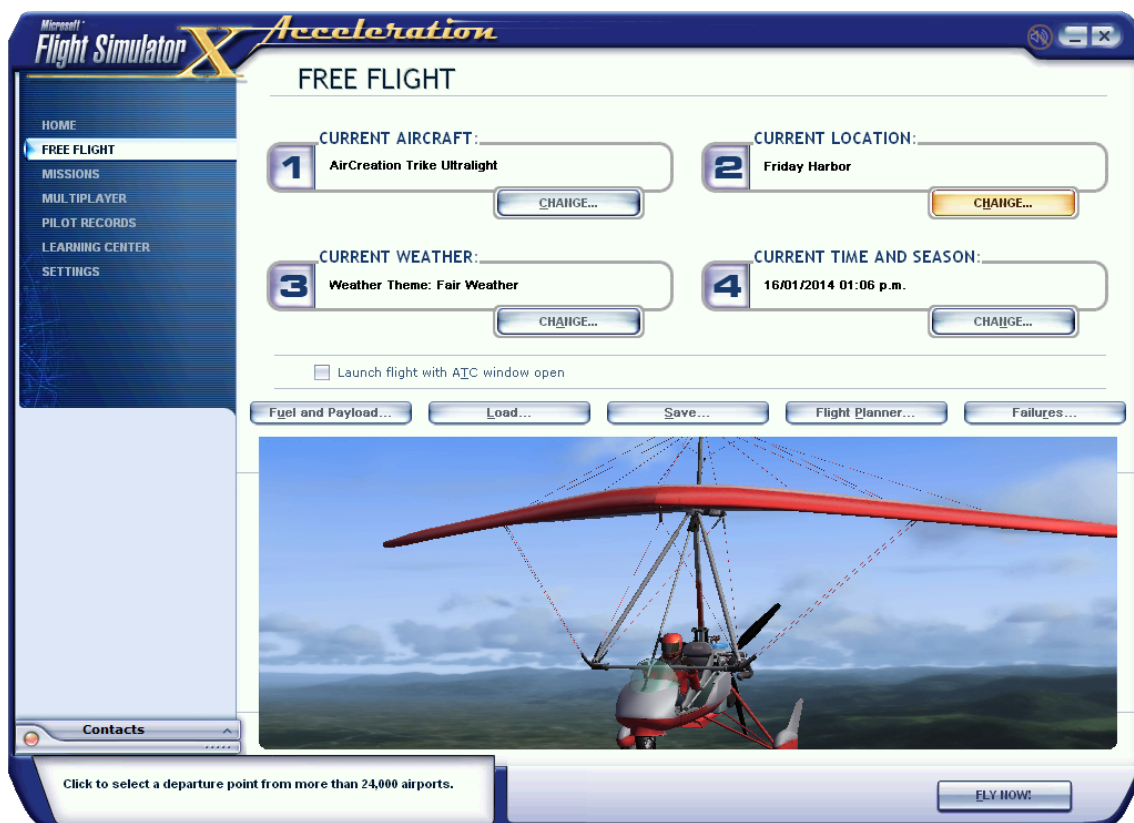 Microsoft
Flight Simulator X Acceleration
FREE FLIGHT
HOME
FREE FLIGHT
MISSIONS
MULTIPLAYER
PILOT RECORDS
LEARNING CENTER
SETTINGS
CURRENT AIRCRAFT:
1
AirCreation Trike Ultralight
CHANGE...
CURRENT LOCATION:
2
Friday Harbor
CHANGE...
CURRENT WEATHER:
3
Weather Theme: Fair Weather
CHANGE...
CURRENT TIME AND SEASON:
4
16/01/2014 01:06 p.m.
CHANGE...
Launch flight with ATC window open
Fuel and Payload...
Load...
Save...
Flight Planner...
Failures...
Contacts
Click to select a departure point from more than 24,000 airports.
FLY NOW!